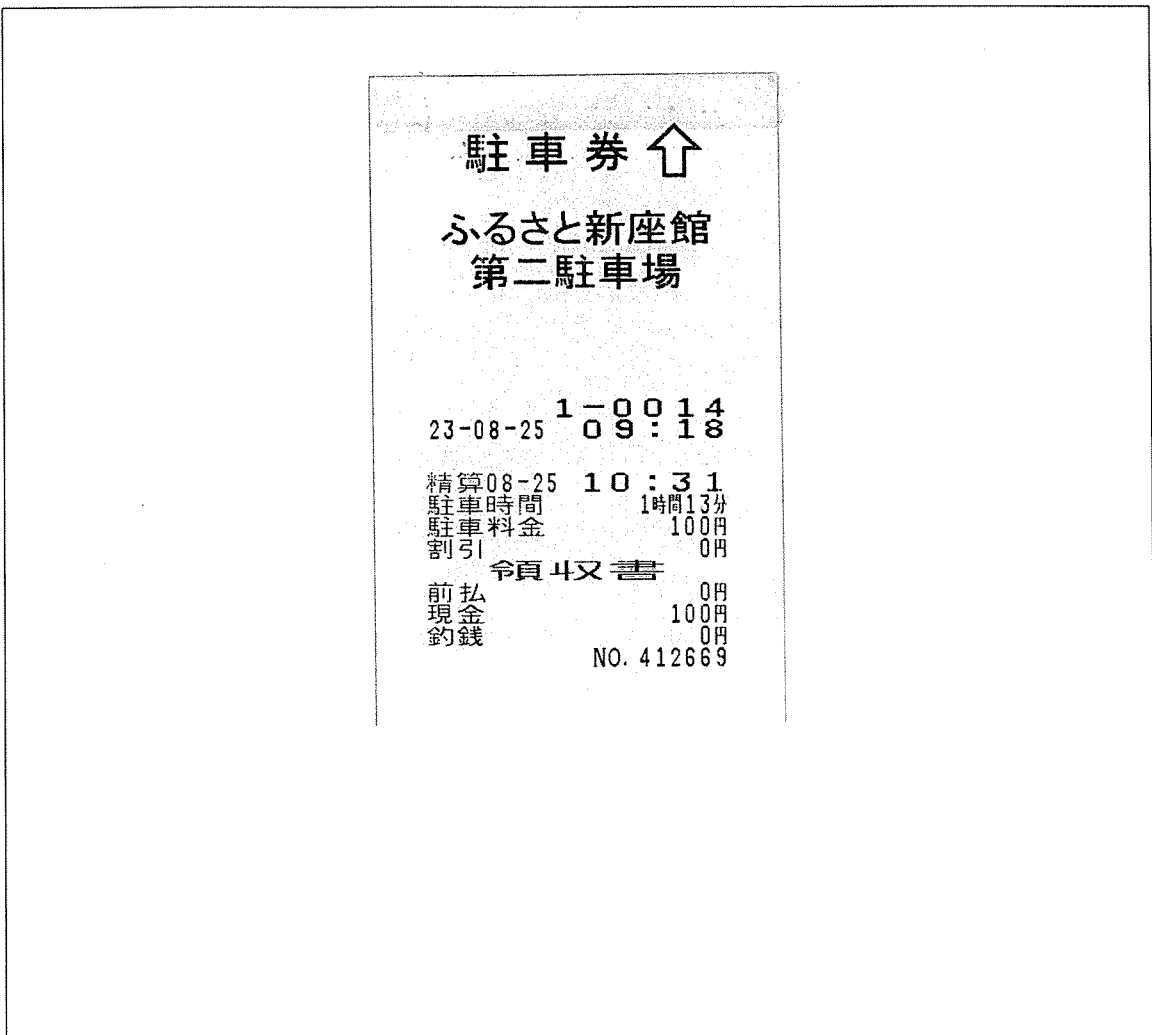 駐車券⇧
ふるさと新座館
第二駐車場
1-0014
23-08-25 09:18
精算08-25 10:31
駐車時間 1時間13分
駐車料金 100円
割引 0円
領収書
前払 0円
現金 100円
釣銭 0円
NO.412669